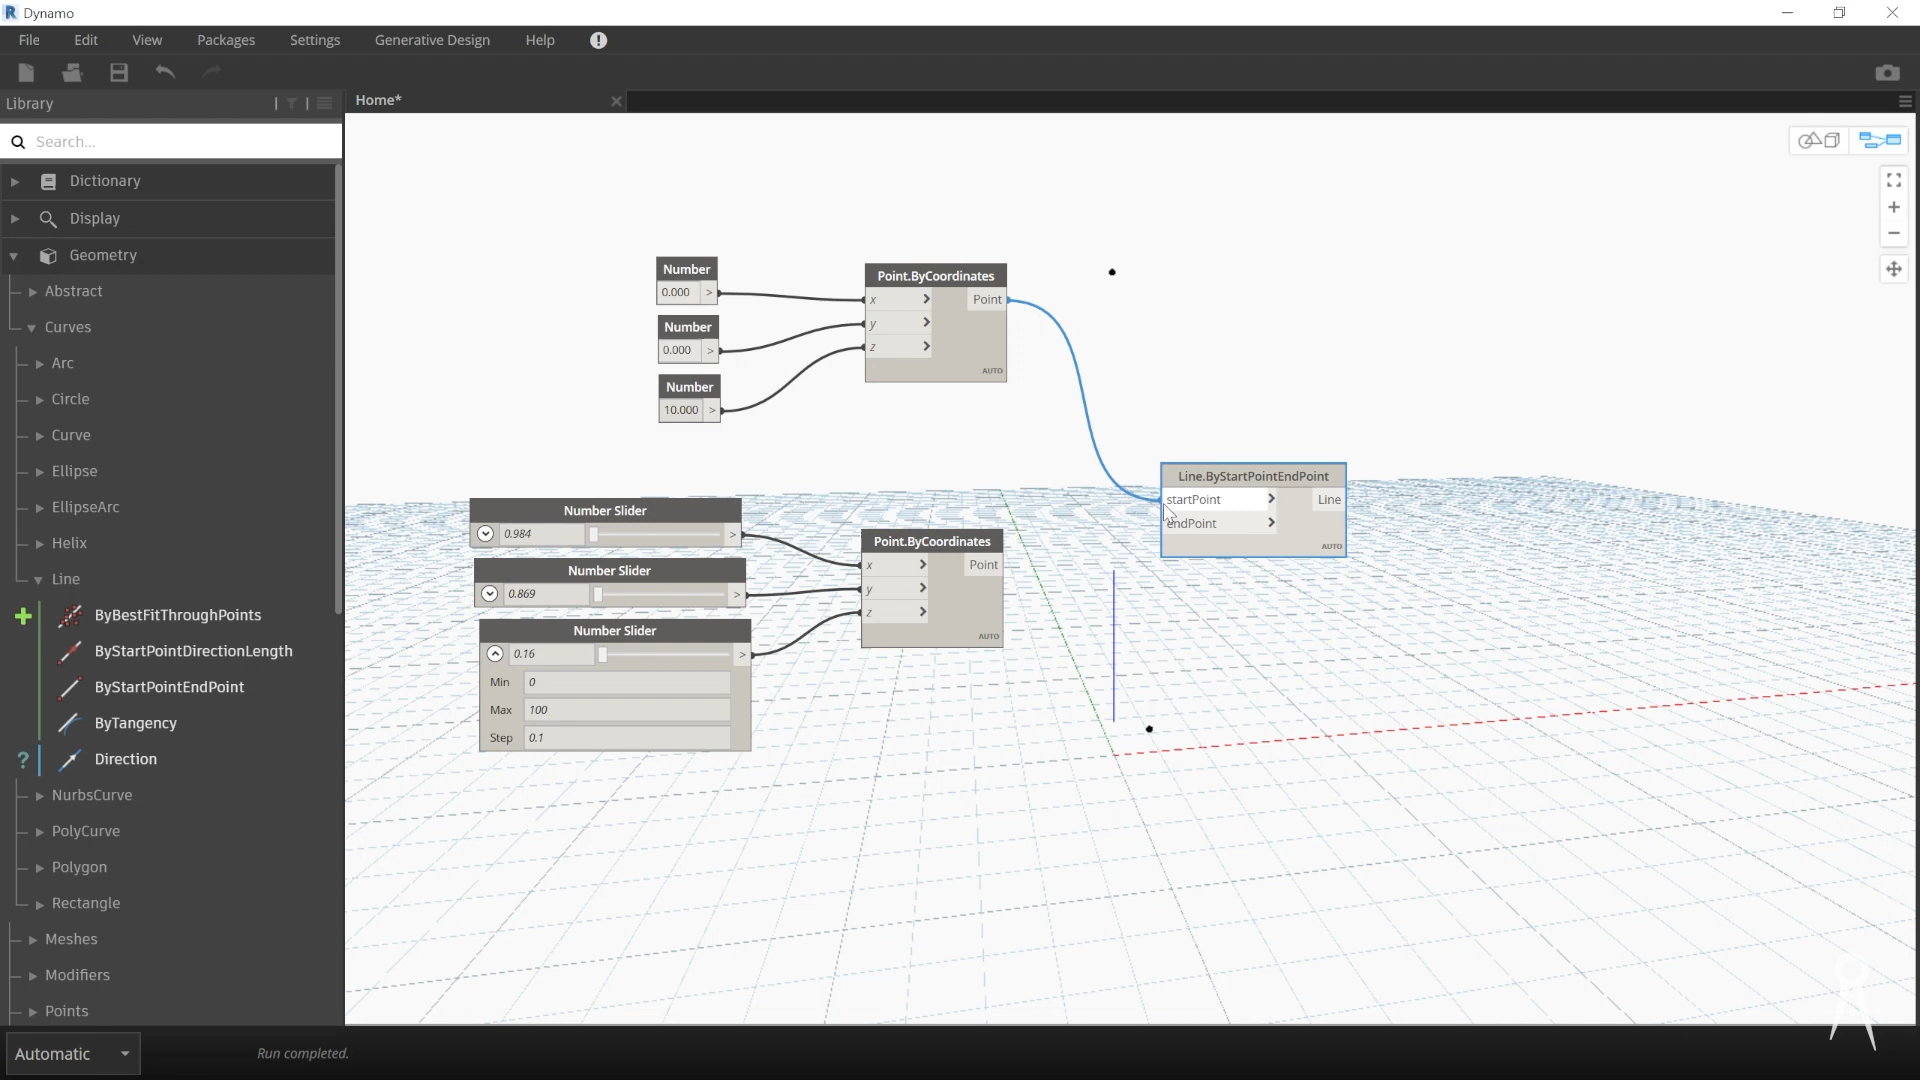 R Dynamo
File Edit View Packages Settings Generative Design Help !
Library
Home*
Search...
Dictionary
Display
Geometry
Abstract
Curves
Arc
Circle
Curve
Ellipse
EllipseArc
Helix
Line
ByBestFitThroughPoints
ByStartPointDirectionLength
ByStartPointEndPoint
ByTangency
? Direction
NurbsCurve
PolyCurve
Polygon
Rectangle
Meshes
Modifiers
Points
Number
0.000 >
Number
0.000 >
Number
10.000 >
Point.ByCoordinates
x > Point
y >
z >
AUTO
Number Slider
0.984 >
Number Slider
0.869 >
Number Slider
0.16 >
Min 0
Max 100
Step 0.1
Point.ByCoordinates
x > Point
y >
z >
AUTO
Line.ByStartPointEndPoint
startPoint > Line
endPoint >
AUTO
Automatic
Run completed.